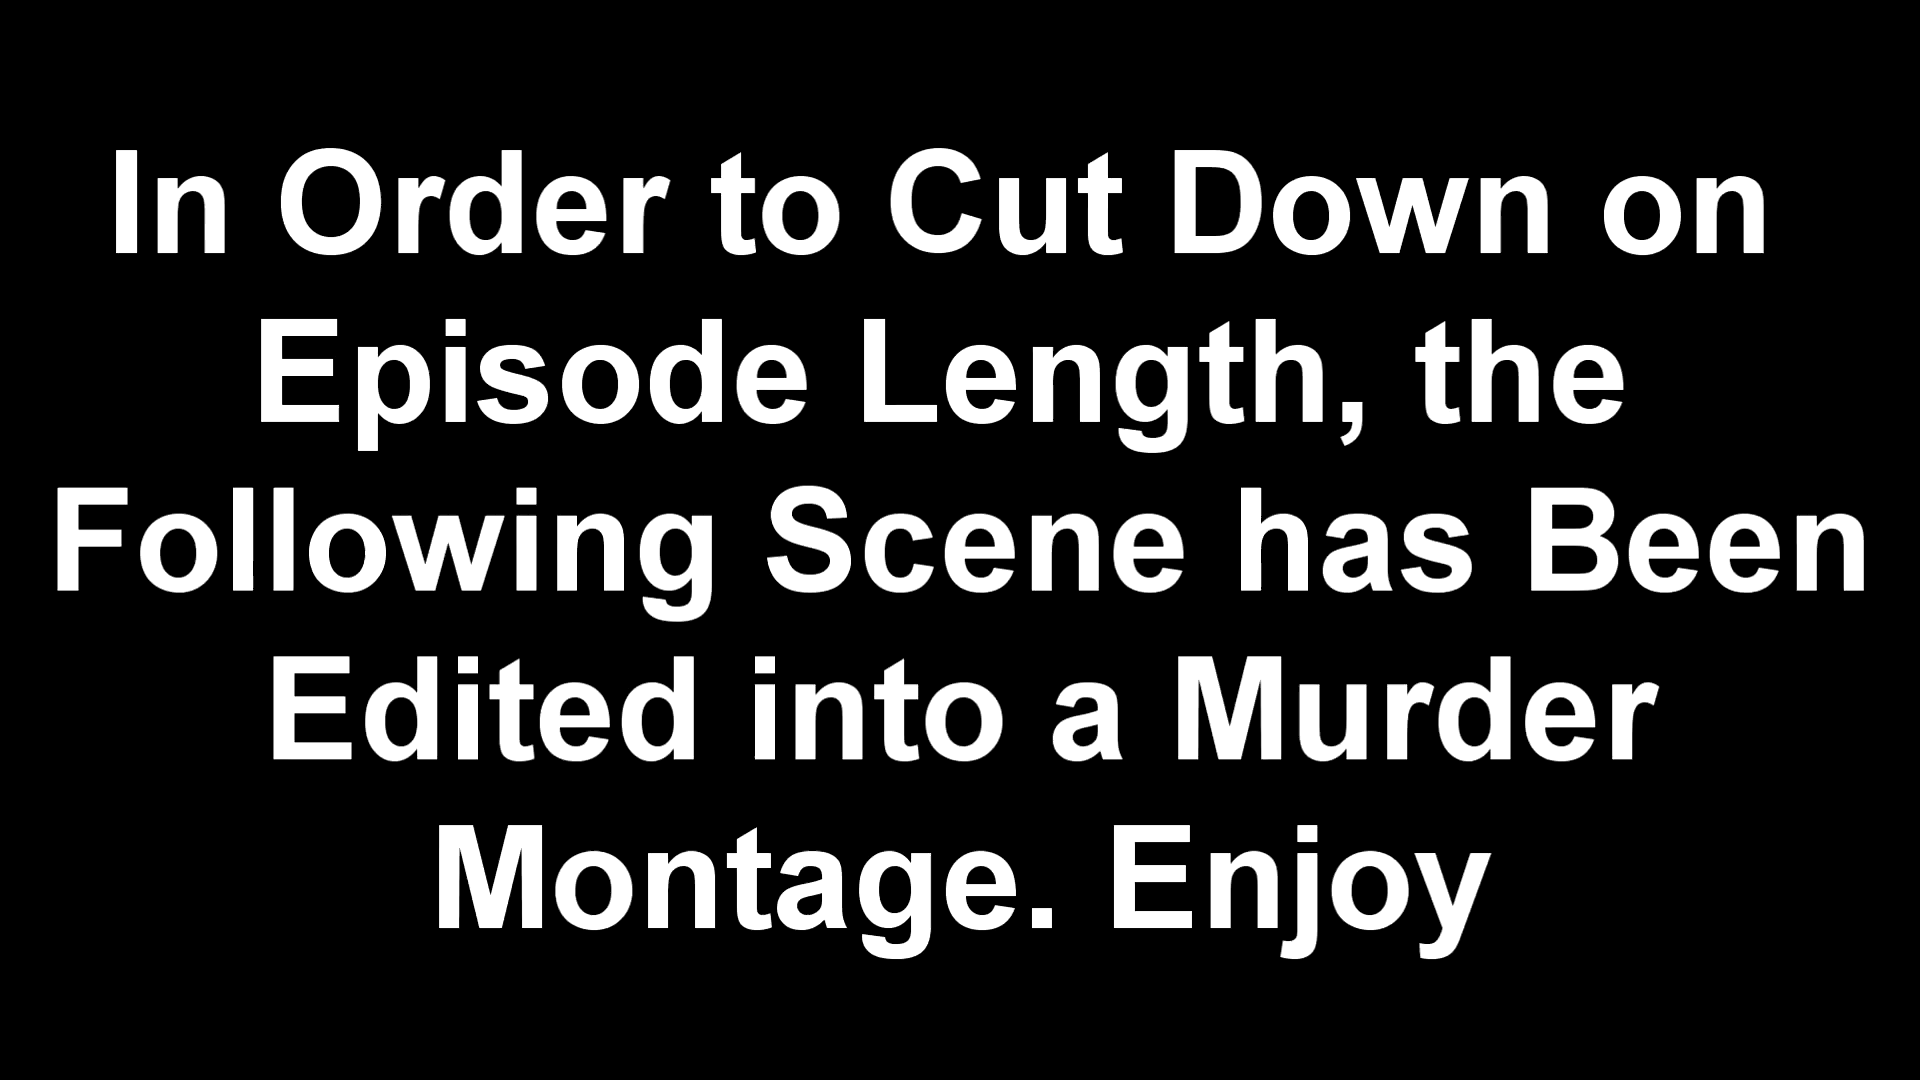 In Order to Cut Down on
Episode Length, the
Following Scene has Been
Edited into a Murder
Montage. Enjoy